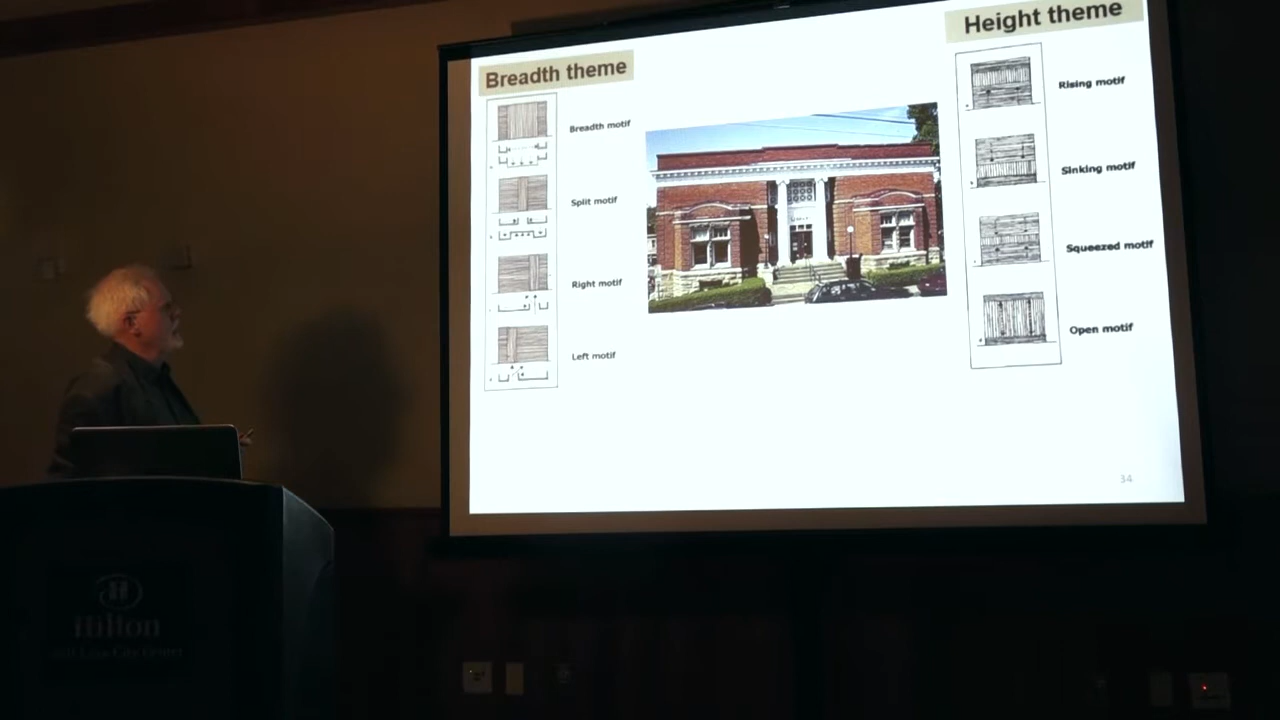 Height theme
Breadth theme
Rising motif
Breadth motif
Sinking motif
Split motif
Squeezed motif
Right motif
Open motif
Left motif
34
Hilton